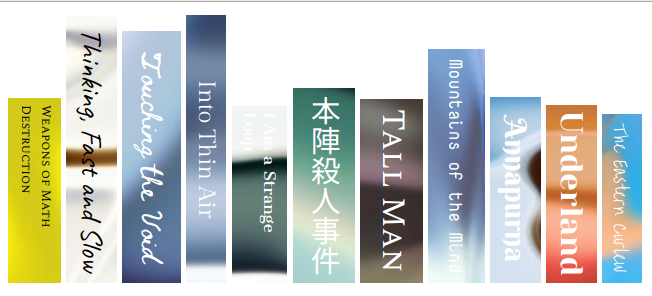 WEAPONS OF MATH
DESTRUCTION
Thinking, Fast and Slow
Touching the Void
Into Thin Air
I Am a Strange
Loop
本陣殺人事件
TALL MAN
Mountains of the Mind
Annapurna
Underland
The Eastern Curlew